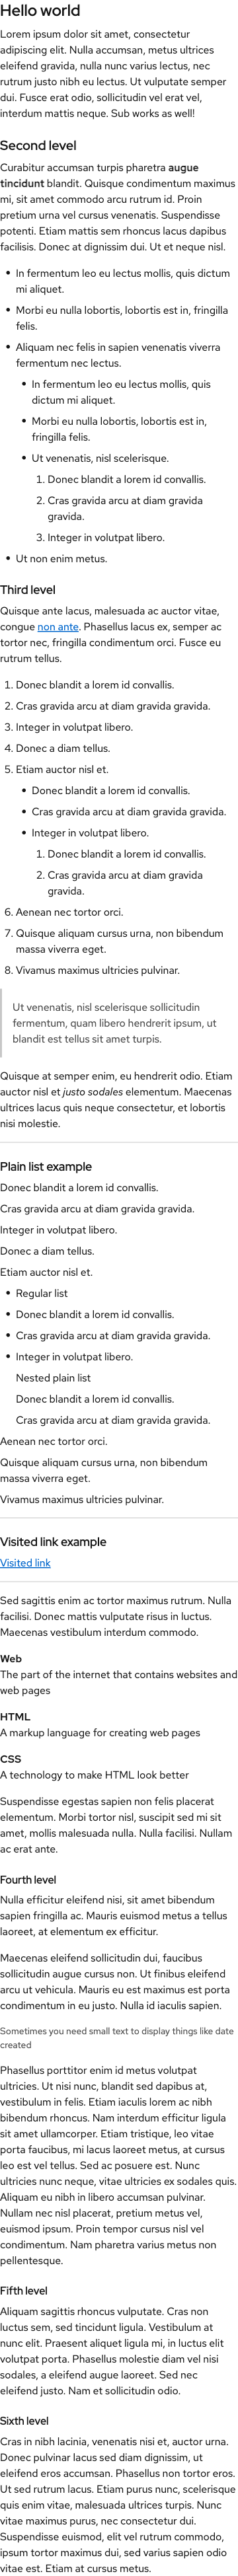 Hello world
Lorem ipsum dolor sit amet, consectetur
adipiscing elit. Nulla accumsan, metus ultrices
eleifend gravida, nulla nunc varius lectus, nec
rutrum justo nibh eu lectus. Ut vulputate semper
dui. Fusce erat odio, sollicitudin vel erat vel,
interdum mattis neque. Sub works as well!
Second level
Curabitur accumsan turpis pharetra augue
tincidunt blandit. Quisque condimentum maximus
mi, sit amet commodo arcu rutrum id. Proin
pretium urna vel cursus venenatis. Suspendisse
potenti. Etiam mattis sem rhoncus lacus dapibus
facilisis. Donec at dignissim dui. Ut et neque nisl.
• In fermentum leo eu lectus mollis, quis dictum
mi aliquet.
• Morbi eu nulla lobortis, lobortis est in, fringilla
felis.
• Aliquam nec felis in sapien venenatis viverra
fermentum nec lectus.
• In fermentum leo eu lectus mollis, quis
dictum mi aliquet.
• Morbi eu nulla lobortis, lobortis est in,
fringilla felis.
• Ut venenatis, nisl scelerisque.
1. Donec blandit a lorem id convallis.
2. Cras gravida arcu at diam gravida
gravida.
3. Integer in volutpat libero.
• Ut non enim metus.
Third level
Quisque ante lacus, malesuada ac auctor vitae,
congue non ante. Phasellus lacus ex, semper ac
tortor nec, fringilla condimentum orci. Fusce eu
rutrum tellus.
1. Donec blandit a lorem id convallis.
2. Cras gravida arcu at diam gravida gravida.
3. Integer in volutpat libero.
4. Donec a diam tellus.
5. Etiam auctor nisl et.
• Donec blandit a lorem id convallis.
• Cras gravida arcu at diam gravida gravida.
• Integer in volutpat libero.
1. Donec blandit a lorem id convallis.
2. Cras gravida arcu at diam gravida
gravida.
6. Aenean nec tortor orci.
7. Quisque aliquam cursus urna, non bibendum
massa viverra eget.
8. Vivamus maximus ultricies pulvinar.
Ut venenatis, nisl scelerisque sollicitudin
fermentum, quam libero hendrerit ipsum, ut
blandit est tellus sit amet turpis.
Quisque at semper enim, eu hendrerit odio. Etiam
auctor nisl et justo sodales elementum. Maecenas
ultrices lacus quis neque consectetur, et lobortis
nisi molestie.
Plain list example
Donec blandit a lorem id convallis.
Cras gravida arcu at diam gravida gravida.
Integer in volutpat libero.
Donec a diam tellus.
Etiam auctor nisl et.
• Regular list
• Donec blandit a lorem id convallis.
• Cras gravida arcu at diam gravida gravida.
• Integer in volutpat libero.
Nested plain list
Donec blandit a lorem id convallis.
Cras gravida arcu at diam gravida gravida.
Aenean nec tortor orci.
Quisque aliquam cursus urna, non bibendum
massa viverra eget.
Vivamus maximus ultricies pulvinar.
Visited link example
Visited link
Sed sagittis enim ac tortor maximus rutrum. Nulla
facilisi. Donec mattis vulputate risus in luctus.
Maecenas vestibulum interdum commodo.
Web
The part of the internet that contains websites and
web pages
HTML
A markup language for creating web pages
CSS
A technology to make HTML look better
Suspendisse egestas sapien non felis placerat
elementum. Morbi tortor nisl, suscipit sed mi sit
amet, mollis malesuada nulla. Nulla facilisi. Nullam
ac erat ante.
Fourth level
Nulla efficitur eleifend nisi, sit amet bibendum
sapien fringilla ac. Mauris euismod metus a tellus
laoreet, at elementum ex efficitur.
Maecenas eleifend sollicitudin dui, faucibus
sollicitudin augue cursus non. Ut finibus eleifend
arcu ut vehicula. Mauris eu est maximus est porta
condimentum in eu justo. Nulla id iaculis sapien.
Sometimes you need small text to display things like date
created
Phasellus porttitor enim id metus volutpat
ultricies. Ut nisi nunc, blandit sed dapibus at,
vestibulum in felis. Etiam iaculis lorem ac nibh
bibendum rhoncus. Nam interdum efficitur ligula
sit amet ullamcorper. Etiam tristique, leo vitae
porta faucibus, mi lacus laoreet metus, at cursus
leo est vel tellus. Sed ac posuere est. Nunc
ultricies nunc neque, vitae ultricies ex sodales quis.
Aliquam eu nibh in libero accumsan pulvinar.
Nullam nec nisl placerat, pretium metus vel,
euismod ipsum. Proin tempor cursus nisl vel
condimentum. Nam pharetra varius metus non
pellentesque.
Fifth level
Aliquam sagittis rhoncus vulputate. Cras non
luctus sem, sed tincidunt ligula. Vestibulum at
nunc elit. Praesent aliquet ligula mi, in luctus elit
volutpat porta. Phasellus molestie diam vel nisi
sodales, a eleifend augue laoreet. Sed nec
eleifend justo. Nam et sollicitudin odio.
Sixth level
Cras in nibh lacinia, venenatis nisi et, auctor urna.
Donec pulvinar lacus sed diam dignissim, ut
eleifend eros accumsan. Phasellus non tortor eros.
Ut sed rutrum lacus. Etiam purus nunc, scelerisque
quis enim vitae, malesuada ultrices turpis. Nunc
vitae maximus purus, nec consectetur dui.
Suspendisse euismod, elit vel rutrum commodo,
ipsum tortor maximus dui, sed varius sapien odio
vitae est. Etiam at cursus metus.